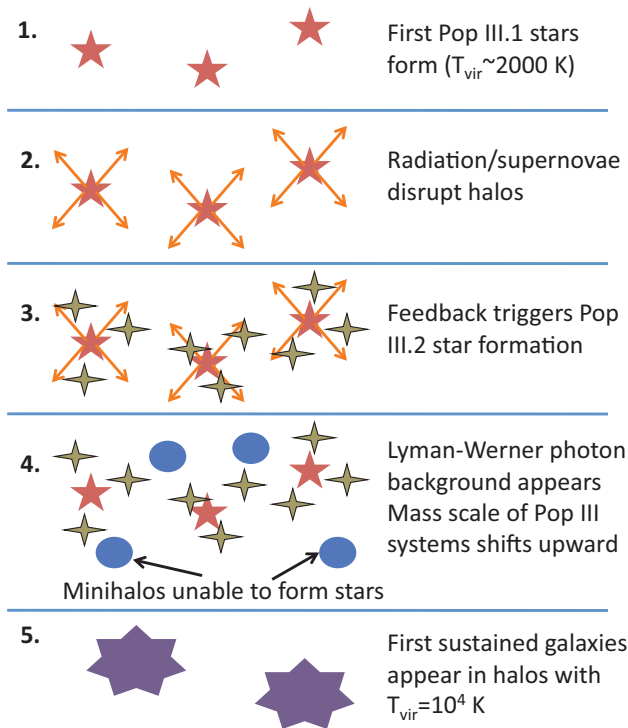 1.
First Pop III.1 stars
form (Tvir~2000 K)
2.
Radiation/supernovae
disrupt halos
3.
Feedback triggers Pop
III.2 star formation
4.
Lyman-Werner photon
background appears
Mass scale of Pop III
systems shifts upward
Minihalos unable to form stars
5.
First sustained galaxies
appear in halos with
Tvir=10⁴ K